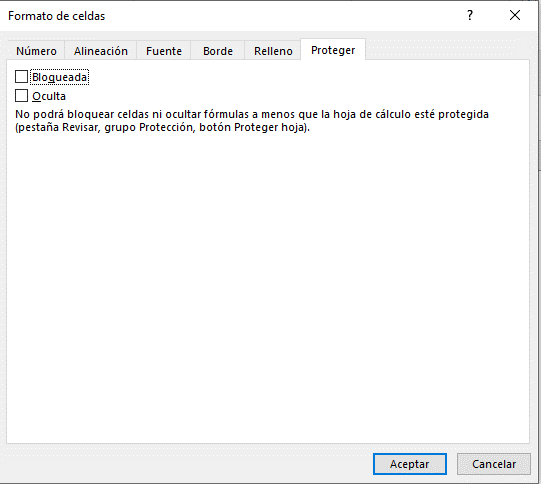 Formato de celdas ?
Número Alineación Fuente Borde Relleno Proteger
Bloqueada
Oculta
No podrá bloquear celdas ni ocultar fórmulas a menos que la hoja de cálculo esté protegida
(pestaña Revisar, grupo Protección, botón Proteger hoja).
Aceptar Cancelar